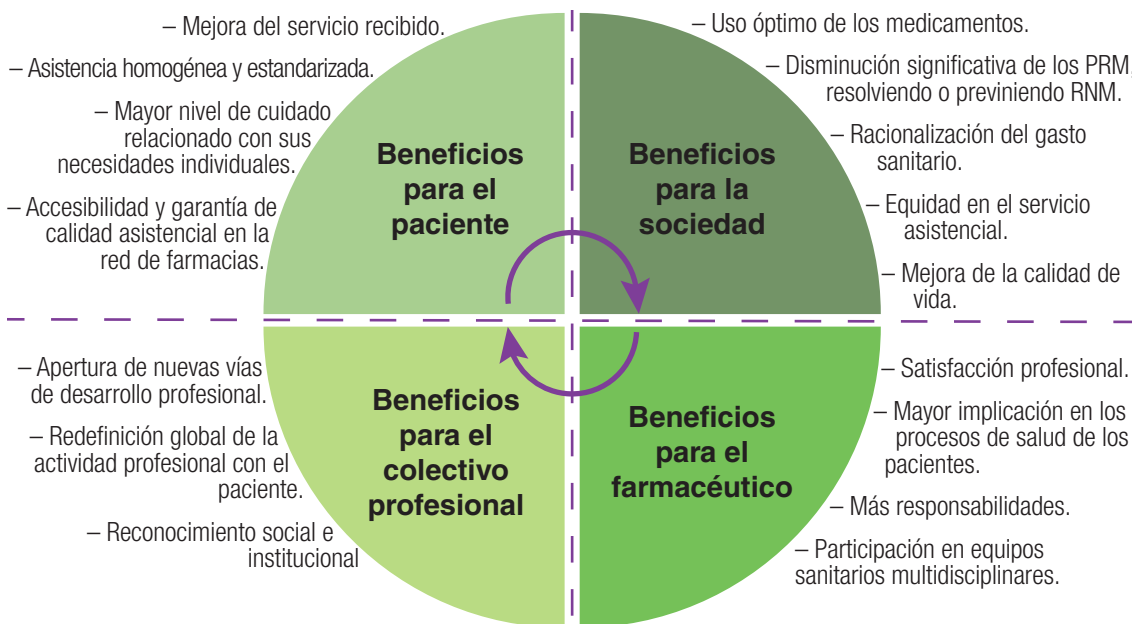 – Mejora del servicio recibido.
– Asistencia homogénea y estandarizada.
– Mayor nivel de cuidado
relacionado con sus
necesidades individuales.
– Accesibilidad y garantía de
calidad asistencial en la
red de farmacias.
Beneficios
para el
paciente
Beneficios
para la
sociedad
– Uso óptimo de los medicamentos.
– Disminución significativa de los PRM,
resolviendo o previniendo RNM.
– Racionalización del gasto
sanitario.
– Equidad en el servicio
asistencial.
– Mejora de la calidad de
vida.
– Apertura de nuevas vías
de desarrollo profesional.
– Redefinición global de la
actividad profesional con el
paciente.
– Reconocimiento social e
institucional
Beneficios
para el
colectivo
profesional
Beneficios
para el
farmacéutico
– Satisfacción profesional.
– Mayor implicación en los
procesos de salud de los
pacientes.
– Más responsabilidades.
– Participación en equipos
sanitarios multidisciplinares.